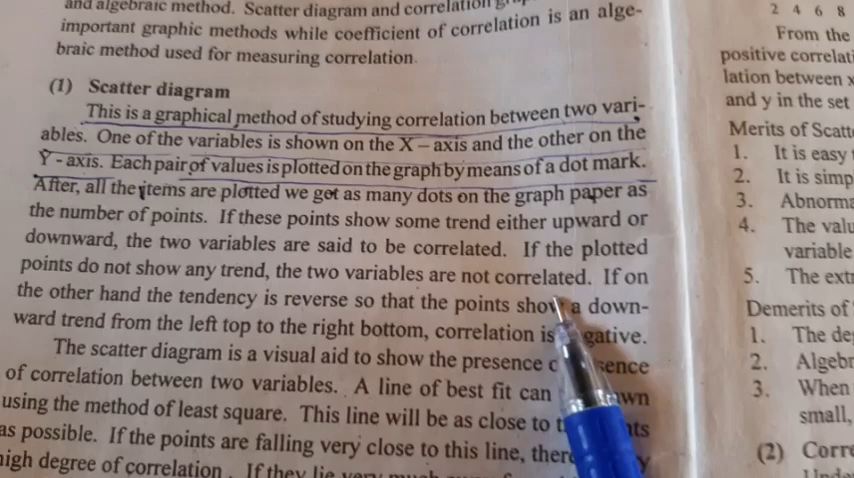 and algebraic method. Scatter diagram and correlation
important graphic methods while coefficient of correlation is an alge-
braic method used for measuring correlation.
(1) Scatter diagram
This is a graphical method of studying correlation between two vari-
ables. One of the variables is shown on the X – axis and the other on the
Y - axis. Each pair of values is plotted on the graph by means of a dot mark.
After, all the items are plotted we get as many dots on the graph paper as
the number of points. If these points show some trend either upward or
downward, the two variables are said to be correlated. If the plotted
points do not show any trend, the two variables are not correlated. If on
the other hand the tendency is reverse so that the points show a down-
ward trend from the left top to the right bottom, correlation is gative.
The scatter diagram is a visual aid to show the presence sence
of correlation between two variables. A line of best fit can wn
using the method of least square. This line will be as close to ts
as possible. If the points are falling very close to this line, there y
high degree of correlation. If they lie very much
2 4 6 8
From the
positive correlati
lation between x
and y in the set
Merits of Scatt
1. It is easy
2. It is simp
3. Abnorma
4. The valu
variable
5. The extr
Demerits of
1. The de
2. Algebr
3. When
small,
(2) Corre
Unde